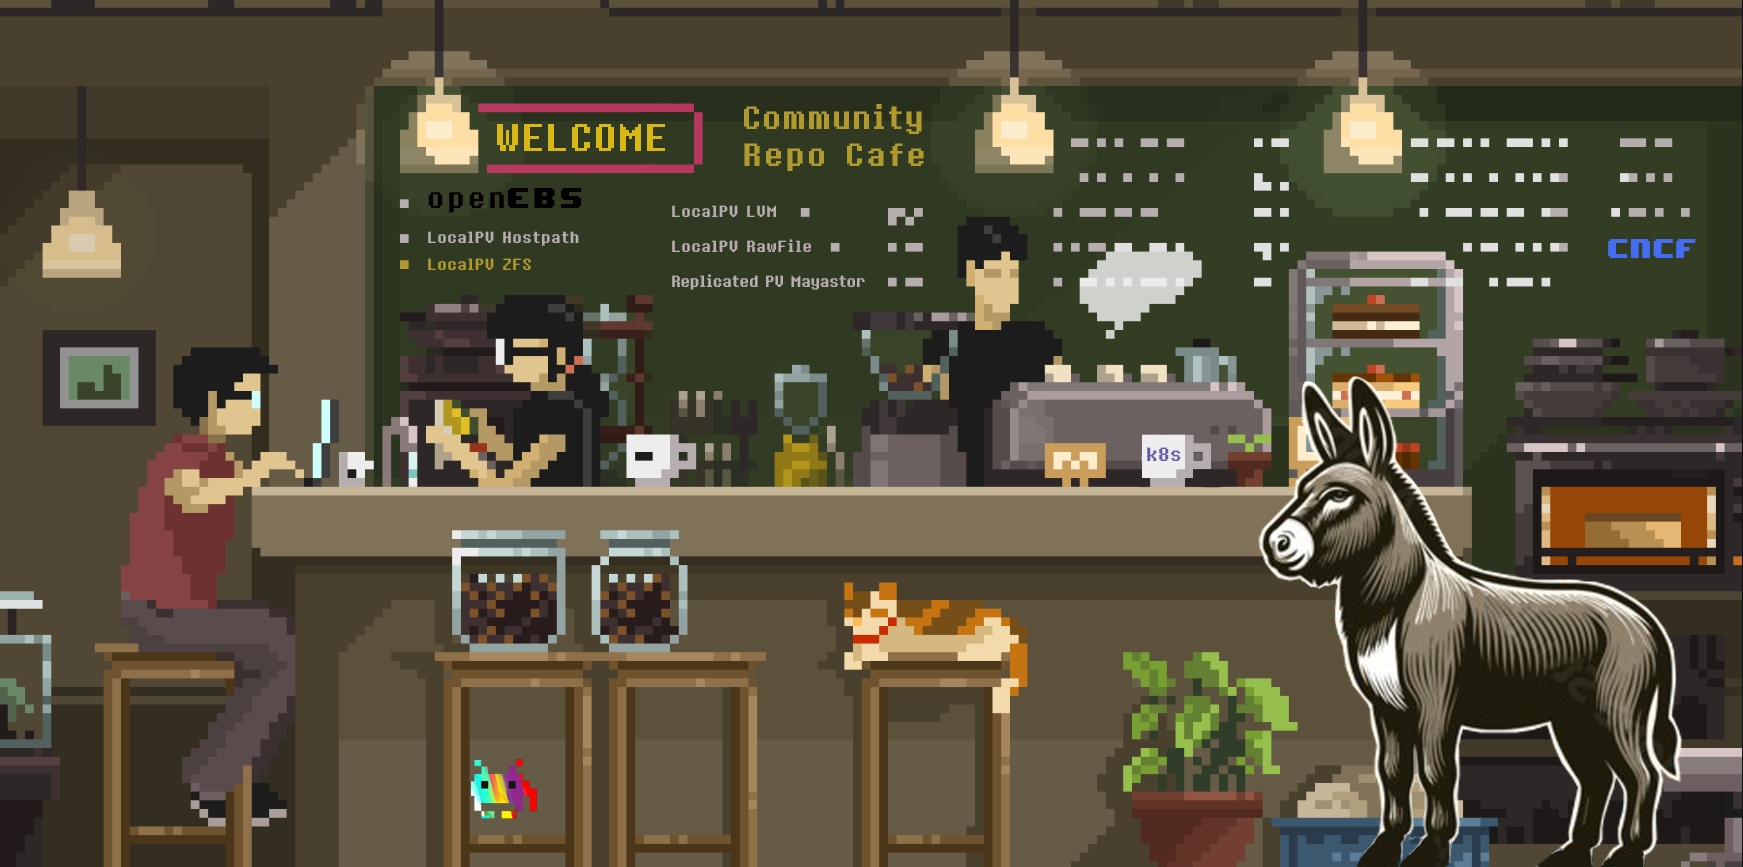 WELCOME
Community
Repo Cafe
openEBS
LocalPV Hostpath
LocalPV ZFS
LocalPV LVM
LocalPV RawFile
Replicated PV Mayastor
CNCF
k8s